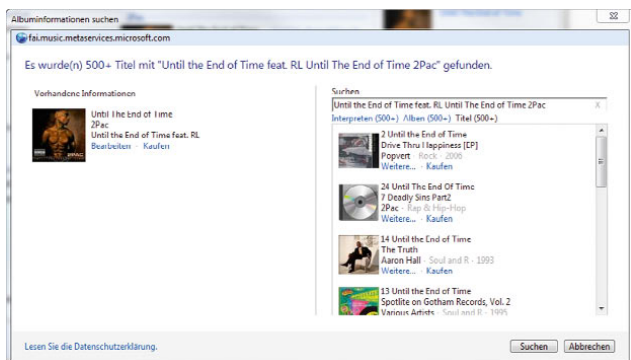 Albuminformationen suchen
fai.music.metaservices.microsoft.com
Es wurde(n) 500+ Titel mit "Until the End of Time feat. RL Until The End of Time 2Pac" gefunden.
Vorhandene Informationen
Until The End of Time
2Pac
Until the End of Time feat. RL
Bearbeiten - Kaufen
Suchen
Until the End of Time feat. RL Until The End of Time 2Pac X
Interpreten (500+) Alben (500+) Titel (500+)
2 Until the End of Time
Drive Thru Happiness [EP]
Popvert - Rock - 2006
Weitere... - Kaufen
24 Until The End Of Time
7 Deadly Sins Part2
2Pac - Rap & Hip-Hop
Weitere... - Kaufen
14 Until the End of Time
The Truth
Aaron Hall - Soul and R - 1993
Weitere... - Kaufen
13 Until the End of Time
Spotlite on Gotham Records, Vol. 2
Various Artists - Soul and R - 1995
Lesen Sie die Datenschutzerklärung.
Suchen Abbrechen